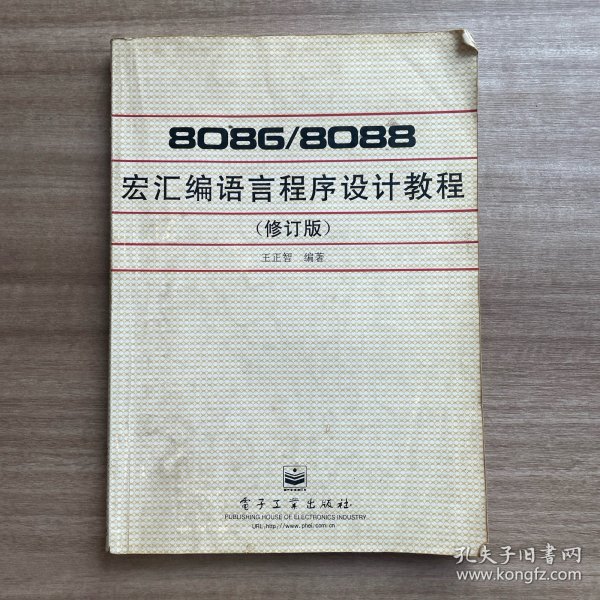 8086/8088
宏汇编语言程序设计教程
（修订版）
王正智 编著
PHEI
電子工業出版社
PUBLISHING HOUSE OF ELECTRONICS INDUSTRY
URL:http://www.phei.com.cn
孔夫子旧书网
www.kongfz.com